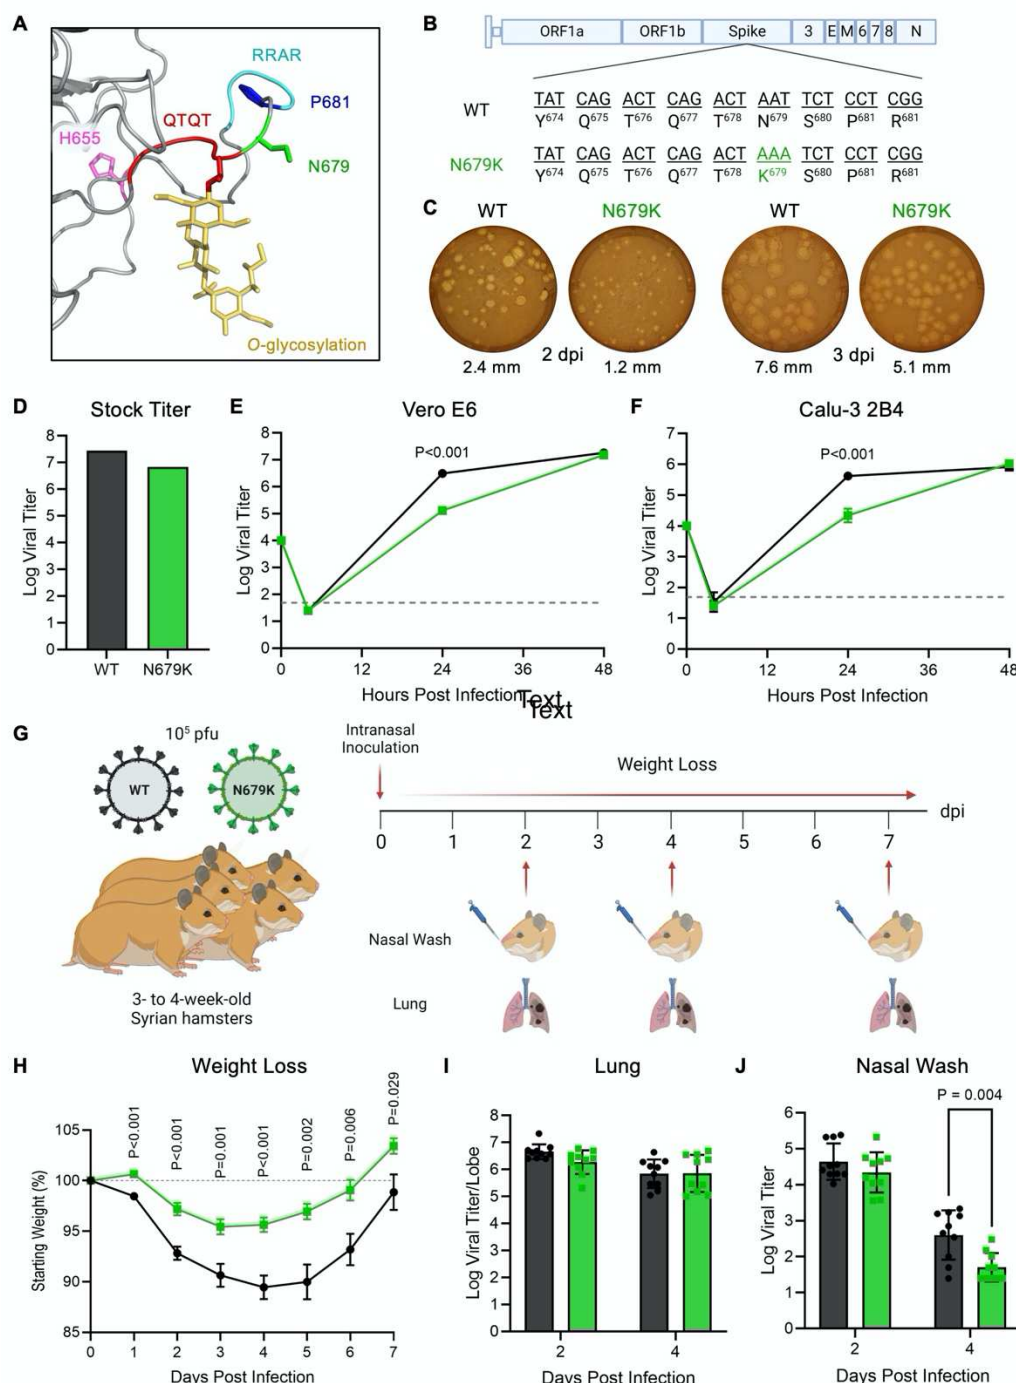 A
RRAR
P681
QTQT
H655
N679
O-glycosylation
B
ORF1a ORF1b Spike 3 E M 6 7 8 N
WT
TAT CAG ACT CAG ACT AAT TCT CCT CGG
Y674 Q675 T676 Q677 T678 N679 S680 P681 R681
N679K
TAT CAG ACT CAG ACT AAA TCT CCT CGG
Y674 Q675 T676 Q677 T678 K679 S680 P681 R681
C
WT N679K WT N679K
2 dpi 3 dpi
2.4 mm 1.2 mm 7.6 mm 5.1 mm
D Stock Titer
Log Viral Titer
8
7
6
5
4
3
2
1
0
WT N679K
E Vero E6
P<0.001
Log Viral Titer
8
7
6
5
4
3
2
1
0
0 12 24 36 48
Hours Post Infection
F Calu-3 2B4
P<0.001
Log Viral Titer
7
6
5
4
3
2
1
0
0 12 24 36 48
Hours Post Infection
Text
Text
G
10⁵ pfu
WT N679K
3- to 4-week-old
Syrian hamsters
Intranasal
Inoculation
Weight Loss
dpi
0 1 2 3 4 5 6 7
Nasal Wash
Lung
H Weight Loss
P<0.001 P<0.001 P=0.001 P<0.001 P=0.002 P=0.006 P=0.029
Starting Weight (%)
105
100
95
90
85
0 1 2 3 4 5 6 7
Days Post Infection
I Lung
Log Viral Titer/Lobe
8
7
6
5
4
3
2
1
0
2 4
Days Post Infection
J Nasal Wash
P = 0.004
Log Viral Titer
6
5
4
3
2
1
0
2 4
Days Post Infection